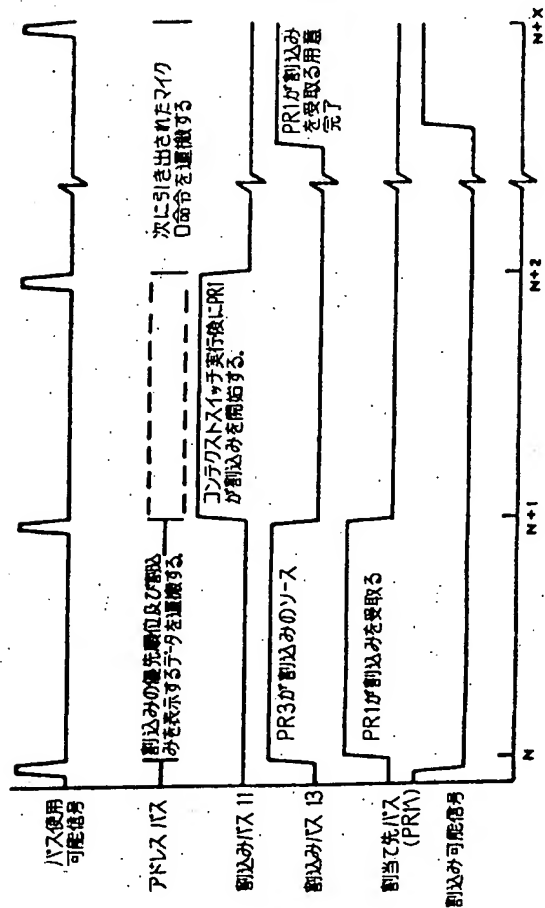 バス使用
可能信号
アドレス バス
割込みの優先順位及び割込
みを表示するデータを運搬する。
次に引き出されたマイク
ロ命令を運搬する
割込みバス 11
コンテクストスイッチ実行後にPR1
が割込みを開始する。
割込みバス 13
PR3が割込みのソース
PR1が割込み
を受取る用意
完了
割当て先バス
(PR1へ)
PR1が割込みを受取る
割込み可能信号
N
N+1
N+2
N+X